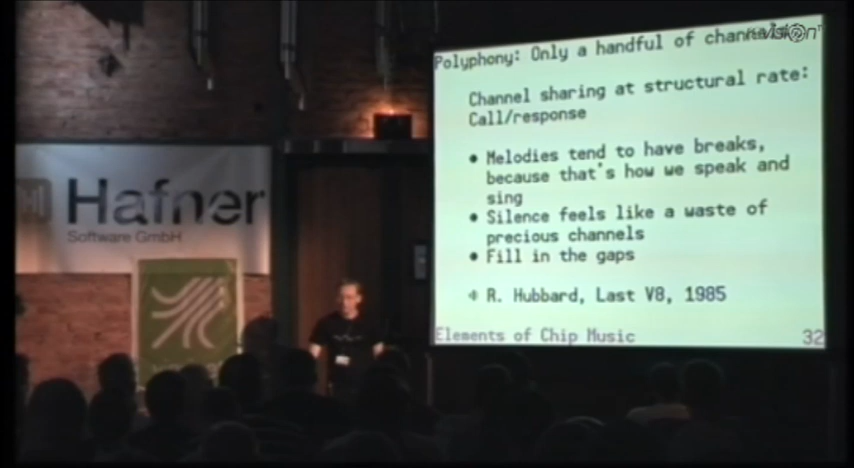 Polyphony: Only a handful of
revision
Channel sharing at structural rate:
Call/response
• Melodies tend to have breaks,
because that's how we speak and
sing
• Silence feels like a waste of
precious channels
• Fill in the gaps
R. Hubbard, Last V8, 1985
Elements of Chip Music
32
Hafner
Software GmbH